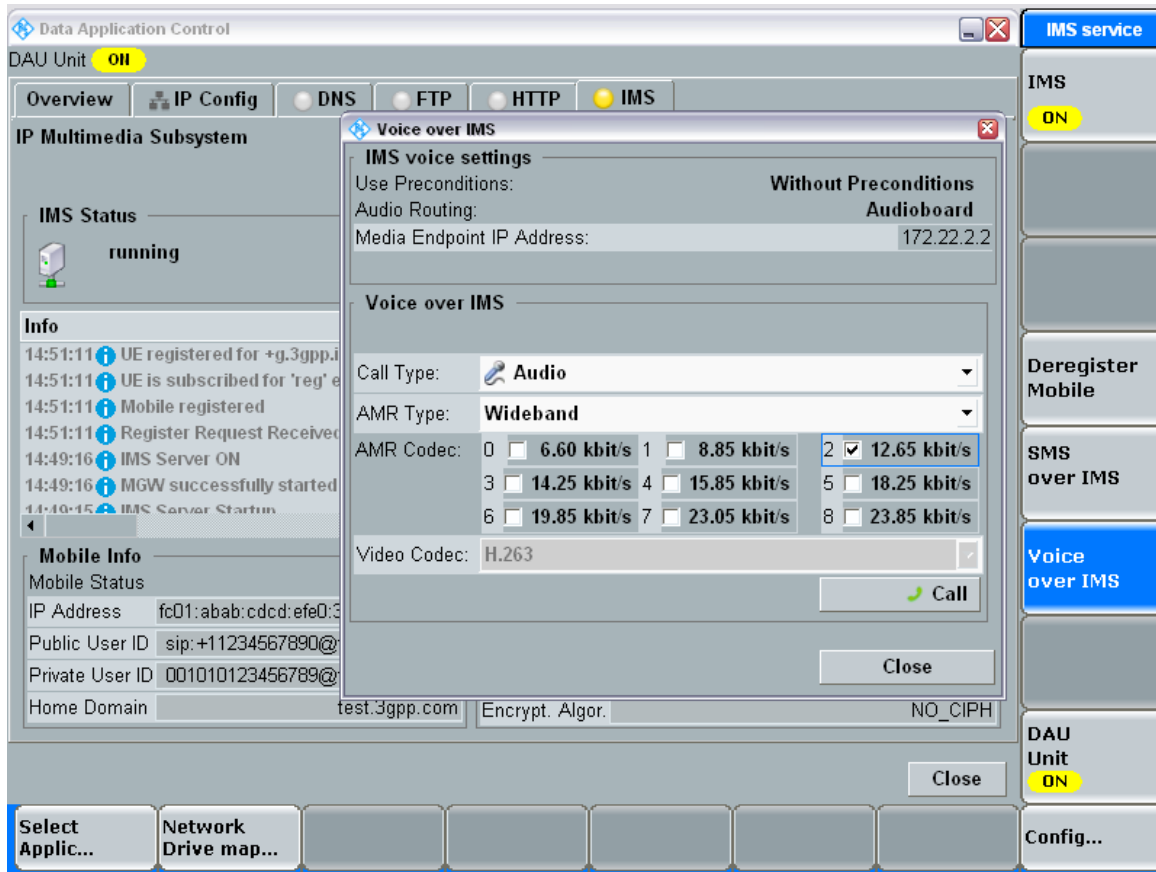 Data Application Control
IMS service
DAU Unit ON
Overview IP Config DNS FTP HTTP IMS
IMS
ON
IP Multimedia Subsystem
IMS Status
running
Info
14:51:11 UE registered for +g.3gpp.i
14:51:11 UE is subscribed for 'reg' e
14:51:11 Mobile registered
14:51:11 Register Request Received
14:49:16 IMS Server ON
14:49:16 MGW successfully started
14:49:15 IMS Server Startup
Mobile Info
Mobile Status
IP Address fc01:abab:cdcd:efe0:3
Public User ID sip:+11234567890@
Private User ID 001010123456789@
Home Domain test.3gpp.com
Encrypt. Algor. NO_CIPH
Close
Voice over IMS
IMS voice settings
Use Preconditions: Without Preconditions
Audio Routing: Audioboard
Media Endpoint IP Address: 172.22.2.2
Voice over IMS
Call Type: Audio
AMR Type: Wideband
AMR Codec: 0 6.60 kbit/s 1 8.85 kbit/s 2 12.65 kbit/s
3 14.25 kbit/s 4 15.85 kbit/s 5 18.25 kbit/s
6 19.85 kbit/s 7 23.05 kbit/s 8 23.85 kbit/s
Video Codec: H.263
Call
Close
Deregister
Mobile
SMS
over IMS
Voice
over IMS
DAU
Unit
ON
Config...
Select
Applic...
Network
Drive map...